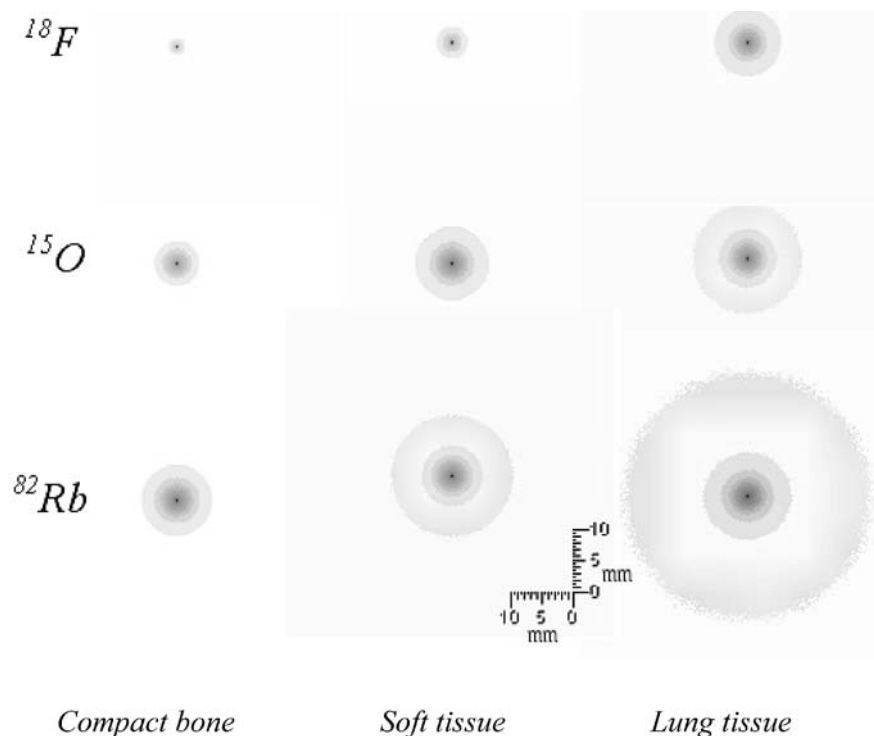 18F
15O
82Rb
10
5
mm
0
10 5 0
mm
Compact bone Soft tissue Lung tissue